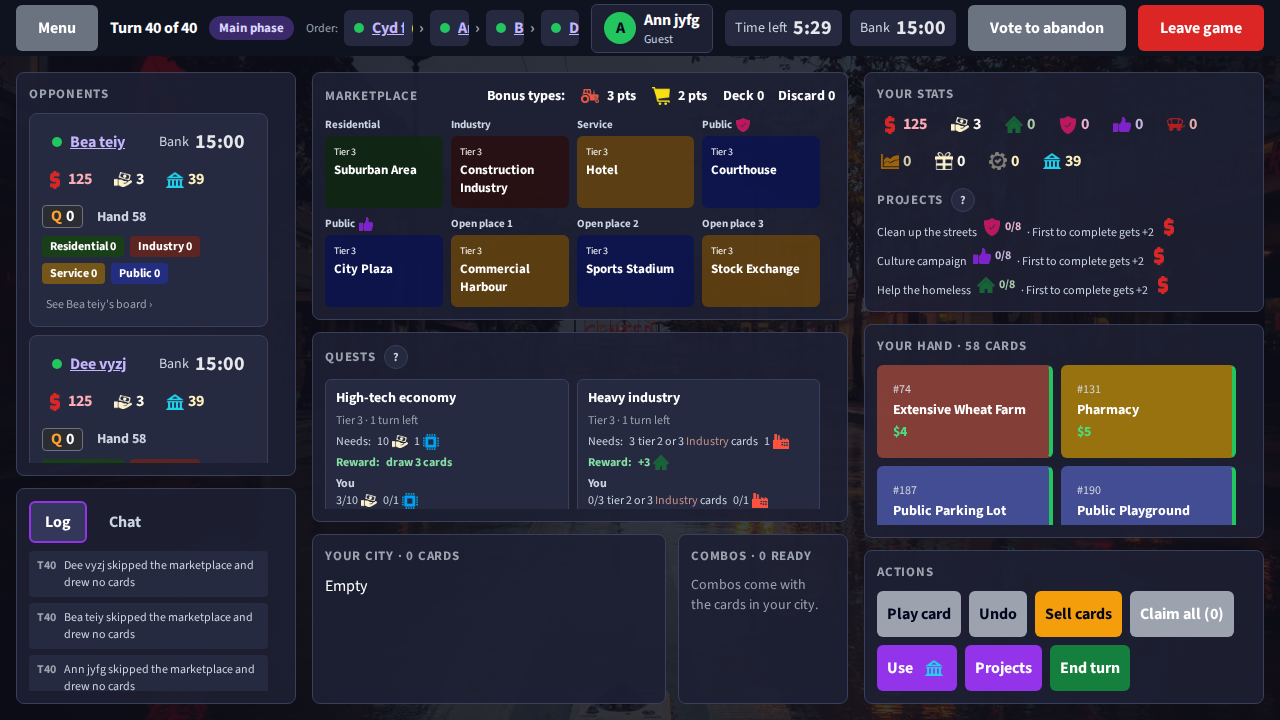 Menu
Turn 40 of 40
Main phase
Order:
Cyd f
›
›
B
›
D
A
Ann jyfg
Guest
Time left 5:29
Bank 15:00
Vote to abandon
Leave game
OPPONENTS
Bea teiy
Bank 15:00
125 3 39
Q 0 Hand 58
Residential 0 Industry 0
Service 0 Public 0
See Bea teiy's board ›
Dee vyzj
Bank 15:00
125 3 39
Q 0 Hand 58
Log
Chat
T40 Dee vyzj skipped the marketplace and
drew no cards
T40 Bea teiy skipped the marketplace and
drew no cards
T40 Ann jyfg skipped the marketplace and
drew no cards
MARKETPLACE
Bonus types: 3 pts 2 pts Deck 0 Discard 0
Residential
Tier 3
Suburban Area
Industry
Tier 3
Construction
Industry
Service
Tier 3
Hotel
Public
Tier 3
Courthouse
Public
Tier 3
City Plaza
Open place 1
Tier 3
Commercial
Harbour
Open place 2
Tier 3
Sports Stadium
Open place 3
Tier 3
Stock Exchange
QUESTS ?
High-tech economy
Tier 3 · 1 turn left
Needs: 10 1
Reward: draw 3 cards
You
3/10 0/1
Heavy industry
Tier 3 · 1 turn left
Needs: 3 tier 2 or 3 Industry cards 1
Reward: +3
You
0/3 tier 2 or 3 Industry cards 0/1
YOUR CITY · 0 CARDS
Empty
COMBOS · 0 READY
Combos come with
the cards in your city.
YOUR STATS
125 3 0 0 0 0
0 0 0 39
PROJECTS ?
Clean up the streets 0/8 · First to complete gets +2
Culture campaign 0/8 · First to complete gets +2
Help the homeless 0/8 · First to complete gets +2
YOUR HAND · 58 CARDS
#74
Extensive Wheat Farm
$4
#131
Pharmacy
$5
#187
Public Parking Lot
#190
Public Playground
ACTIONS
Play card
Undo
Sell cards
Claim all (0)
Use
Projects
End turn